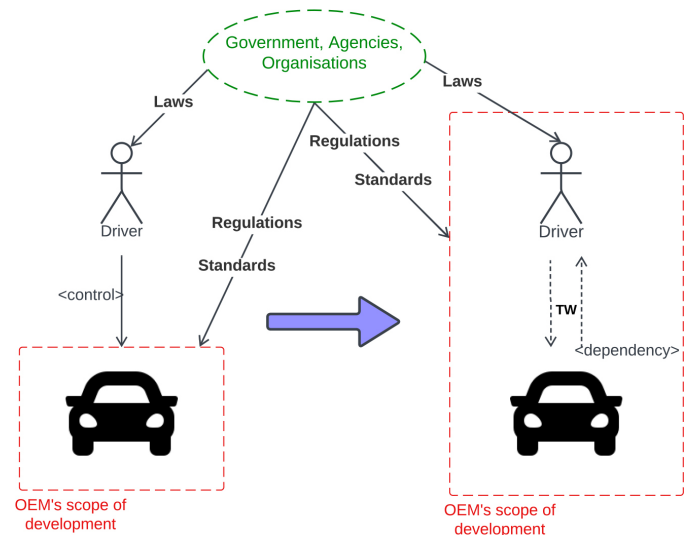 Government, Agencies,
Organisations
Laws
Laws
Regulations
Standards
Regulations
Standards
Driver
Driver
<control>
TW
<dependency>
OEM's scope of
development
OEM's scope of
development